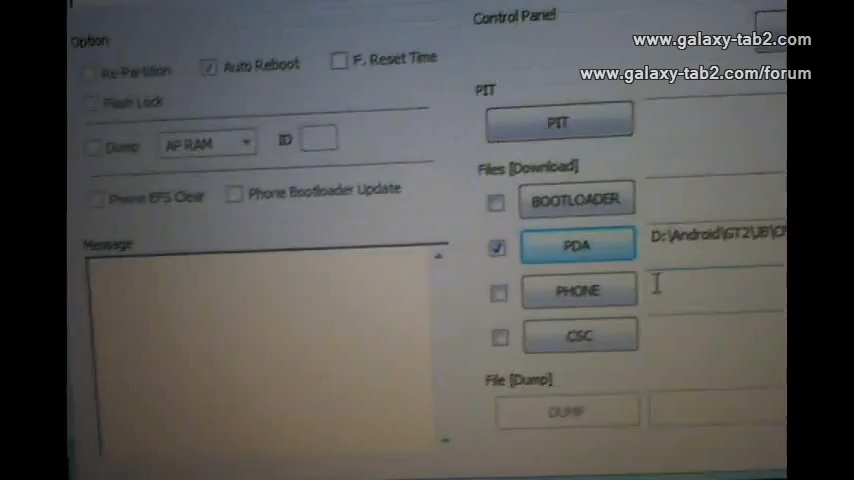 Control Panel
www.galaxy-tab2.com
www.galaxy-tab2.com/forum
Option
Re-Partition
Auto Reboot
F. Reset Time
Flash Lock
Dump
AP RAM
ID
Phone EFS Clear
Phone Bootloader Update
Message
PIT
PIT
Files [Download]
BOOTLOADER
PDA
D:\Android\GT2\JB\
PHONE
CSC
File [Dump]
DUMP